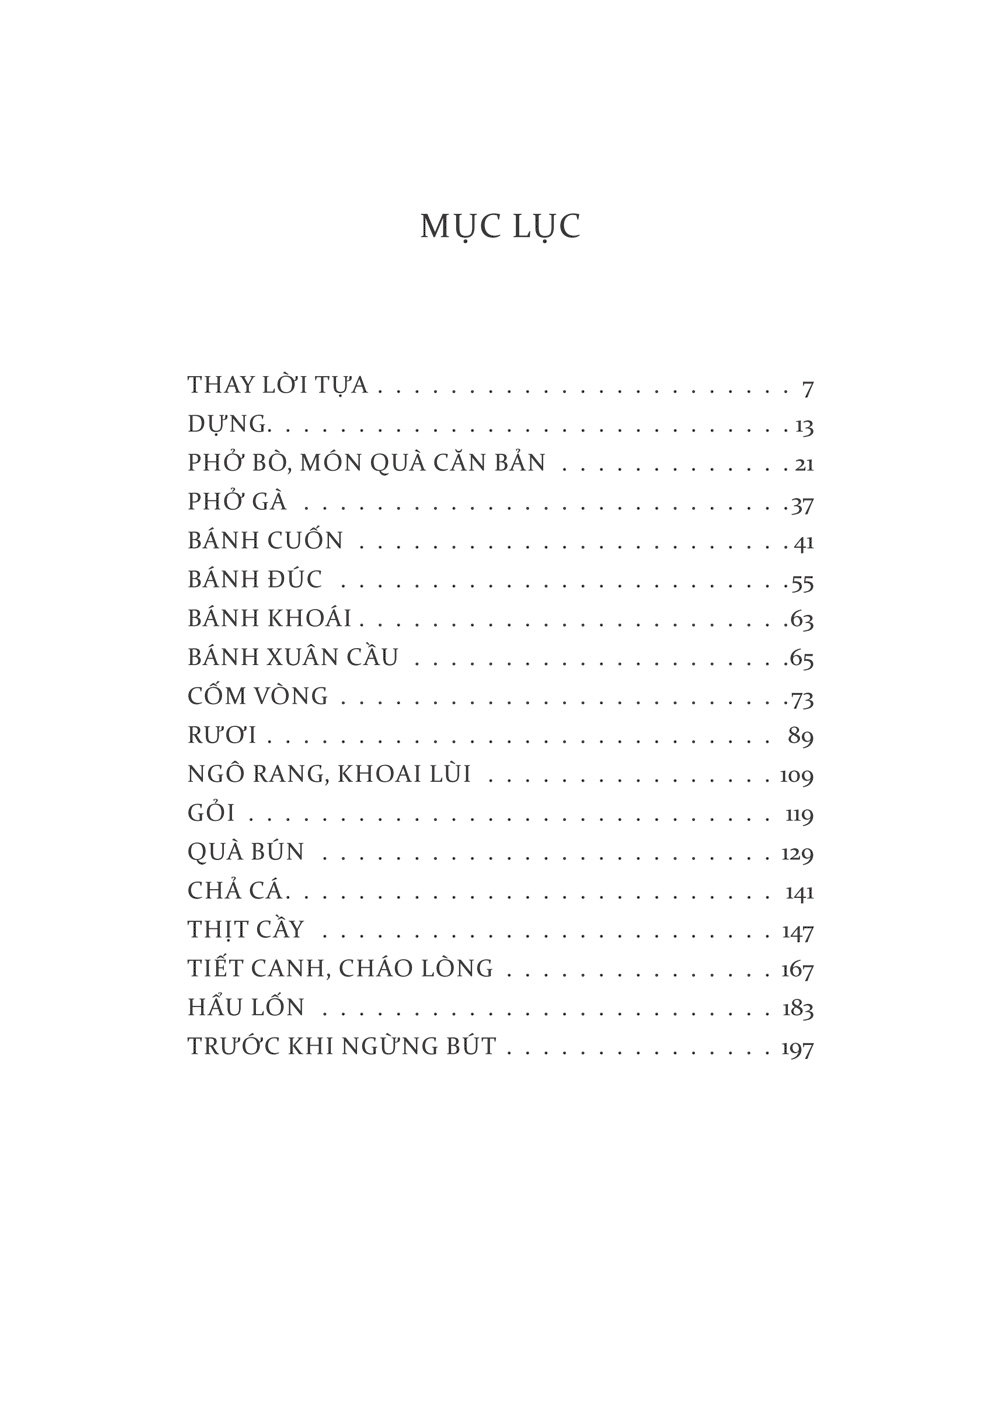 MỤC LỤC
THAY LỜI TỰA . . . . . . . . . . . . . . . . . . . . . . . 7
DỰNG. . . . . . . . . . . . . . . . . . . . . . . . . . . . . 13
PHỞ BÒ, MÓN QUÀ CĂN BẢN . . . . . . . . . . . . . 21
PHỞ GÀ . . . . . . . . . . . . . . . . . . . . . . . . . . . 37
BÁNH CUỐN . . . . . . . . . . . . . . . . . . . . . . . . 41
BÁNH ĐÚC . . . . . . . . . . . . . . . . . . . . . . . . . 55
BÁNH KHOÁI . . . . . . . . . . . . . . . . . . . . . . . . 63
BÁNH XUÂN CẦU . . . . . . . . . . . . . . . . . . . . . 65
CỐM VÒNG . . . . . . . . . . . . . . . . . . . . . . . . . 73
RƯƠI . . . . . . . . . . . . . . . . . . . . . . . . . . . . 89
NGÔ RANG, KHOAI LÙI . . . . . . . . . . . . . . . . 109
GỎI . . . . . . . . . . . . . . . . . . . . . . . . . . . . . 119
QUÀ BÚN . . . . . . . . . . . . . . . . . . . . . . . . . 129
CHẢ CÁ. . . . . . . . . . . . . . . . . . . . . . . . . . . 141
THỊT CẦY . . . . . . . . . . . . . . . . . . . . . . . . . 147
TIẾT CANH, CHÁO LÒNG . . . . . . . . . . . . . . . 167
HẨU LỐN . . . . . . . . . . . . . . . . . . . . . . . . . 183
TRƯỚC KHI NGỪNG BÚT . . . . . . . . . . . . . . . 197